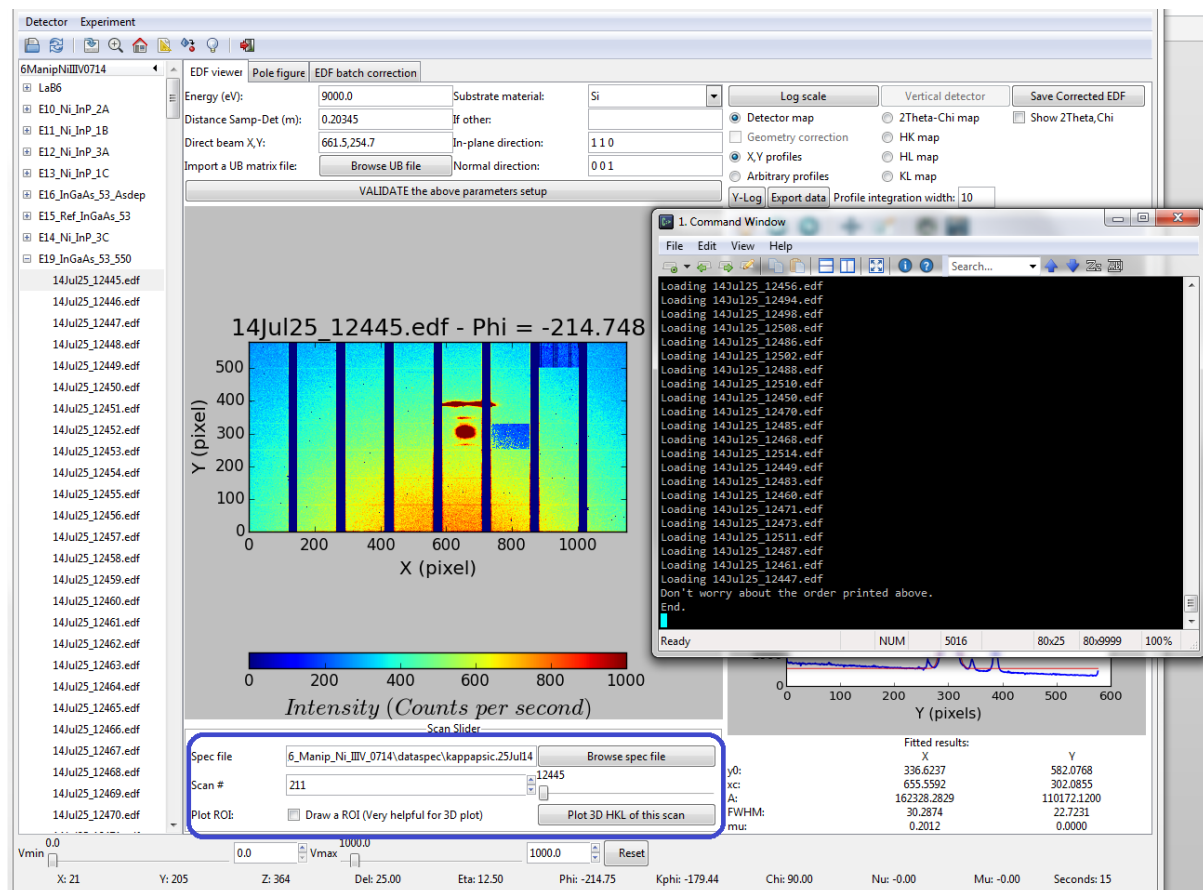 Detector Experiment
6ManipNiIIIV0714
LaB6
E10_Ni_InP_2A
E11_Ni_InP_1B
E12_Ni_InP_3A
E13_Ni_InP_1C
E16_InGaAs_53_Asdep
E15_Ref_InGaAs_53
E14_Ni_InP_3C
E19_InGaAs_53_550
14Jul25_12445.edf
14Jul25_12446.edf
14Jul25_12447.edf
14Jul25_12448.edf
14Jul25_12449.edf
14Jul25_12450.edf
14Jul25_12451.edf
14Jul25_12452.edf
14Jul25_12453.edf
14Jul25_12454.edf
14Jul25_12455.edf
14Jul25_12456.edf
14Jul25_12457.edf
14Jul25_12458.edf
14Jul25_12459.edf
14Jul25_12460.edf
14Jul25_12461.edf
14Jul25_12462.edf
14Jul25_12463.edf
14Jul25_12464.edf
14Jul25_12465.edf
14Jul25_12466.edf
14Jul25_12467.edf
14Jul25_12468.edf
14Jul25_12469.edf
14Jul25_12470.edf
EDF viewer Pole figure EDF batch correction
Energy (eV): 9000.0 Substrate material: Si
Distance Samp-Det (m): 0.20345 If other:
Direct beam X,Y: 661.5,254.7 In-plane direction: 1 1 0
Import a UB matrix file: Browse UB file Normal direction: 0 0 1
VALIDATE the above parameters setup
Log scale Vertical detector Save Corrected EDF
Detector map 2Theta-Chi map Show 2Theta,Chi
Geometry correction HK map
X,Y profiles HL map
Arbitrary profiles KL map
Y-Log Export data Profile integration width: 10
14Jul25_12445.edf - Phi = -214.748
500
400
300
200
100
0
Y (pixel)
0 200 400 600 800 1000
X (pixel)
0 200 400 600 800 1000
Intensity (Counts per second)
1. Command Window
File Edit View Help
Search...
Loading 14Jul25_12456.edf
Loading 14Jul25_12494.edf
Loading 14Jul25_12498.edf
Loading 14Jul25_12508.edf
Loading 14Jul25_12486.edf
Loading 14Jul25_12502.edf
Loading 14Jul25_12488.edf
Loading 14Jul25_12510.edf
Loading 14Jul25_12450.edf
Loading 14Jul25_12470.edf
Loading 14Jul25_12485.edf
Loading 14Jul25_12468.edf
Loading 14Jul25_12514.edf
Loading 14Jul25_12449.edf
Loading 14Jul25_12483.edf
Loading 14Jul25_12460.edf
Loading 14Jul25_12471.edf
Loading 14Jul25_12473.edf
Loading 14Jul25_12511.edf
Loading 14Jul25_12487.edf
Loading 14Jul25_12461.edf
Loading 14Jul25_12447.edf
Don't worry about the order printed above.
End.
Ready NUM 5016 80x25 80x9999 100%
0
0 100 200 300 400 500 600
Y (pixels)
Scan Slider
Spec file 6_Manip_Ni_IIIV_0714\dataspec\kappapsic.25Jul14 Browse spec file
Scan # 211 12445
Plot ROI: Draw a ROI (Very helpful for 3D plot) Plot 3D HKL of this scan
Fitted results:
X Y
y0: 336.6237 582.0768
xc: 655.5592 302.0855
A: 162328.2829 110172.1200
FWHM: 30.2874 22.7231
mu: 0.2012 0.0000
Vmin 0.0 0.0 Vmax 1000.0 1000.0 Reset
X: 21 Y: 205 Z: 364 Del: 25.00 Eta: 12.50 Phi: -214.75 Kphi: -179.44 Chi: 90.00 Nu: -0.00 Mu: -0.00 Seconds: 15